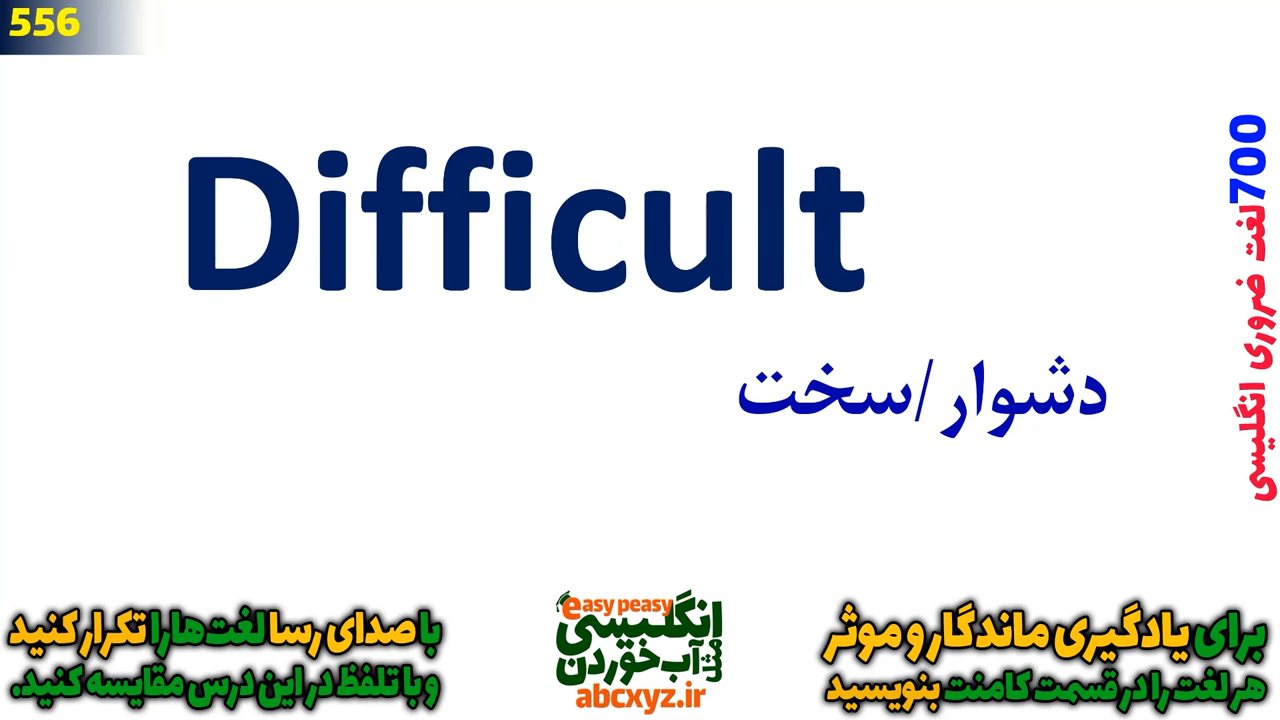 556
Difficult
دشوار/سخت
700 لغت ضروری انگلیسی
برای یادگیری ماندگار و موثر
هر لغت را در قسمت کامنت بنویسید
easy peasy
انگلیسی
مثل آب خوردن
abcxyz.ir
با صدای رسا لغت‌ها را تکرار کنید
و با تلفظ در این درس مقایسه کنید.